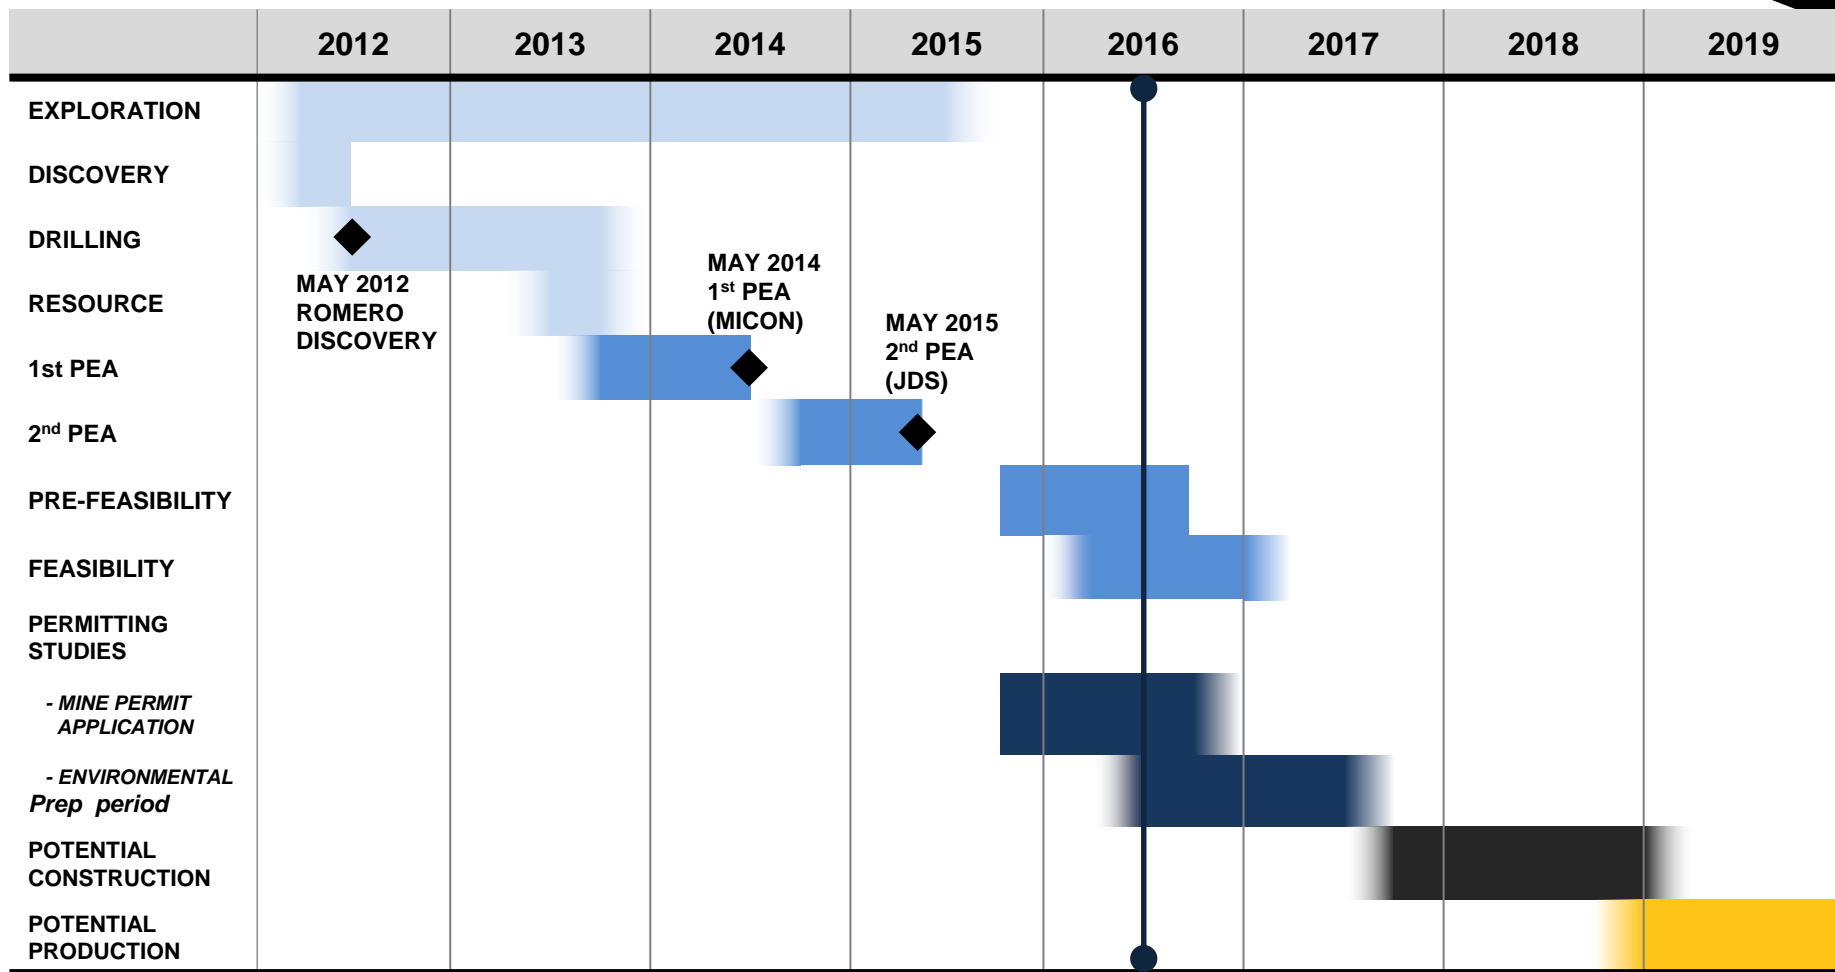 2012 2013 2014 2015 2016 2017 2018 2019
EXPLORATION
DISCOVERY
DRILLING
MAY 2012
ROMERO
DISCOVERY
RESOURCE
MAY 2014
1st PEA
(MICON)
MAY 2015
2nd PEA
(JDS)
1st PEA
2nd PEA
PRE-FEASIBILITY
FEASIBILITY
PERMITTING
STUDIES
- MINE PERMIT
APPLICATION
- ENVIRONMENTAL
Prep period
POTENTIAL
CONSTRUCTION
POTENTIAL
PRODUCTION